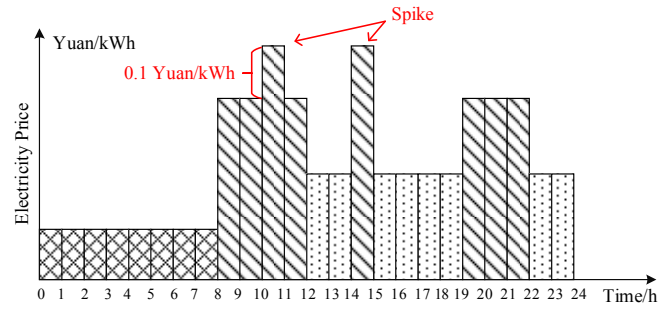 Spike
Yuan/kWh
0.1 Yuan/kWh
Electricity Price
0 1 2 3 4 5 6 7 8 9 10 11 12 13 14 15 16 17 18 19 20 21 22 23 24 Time/h